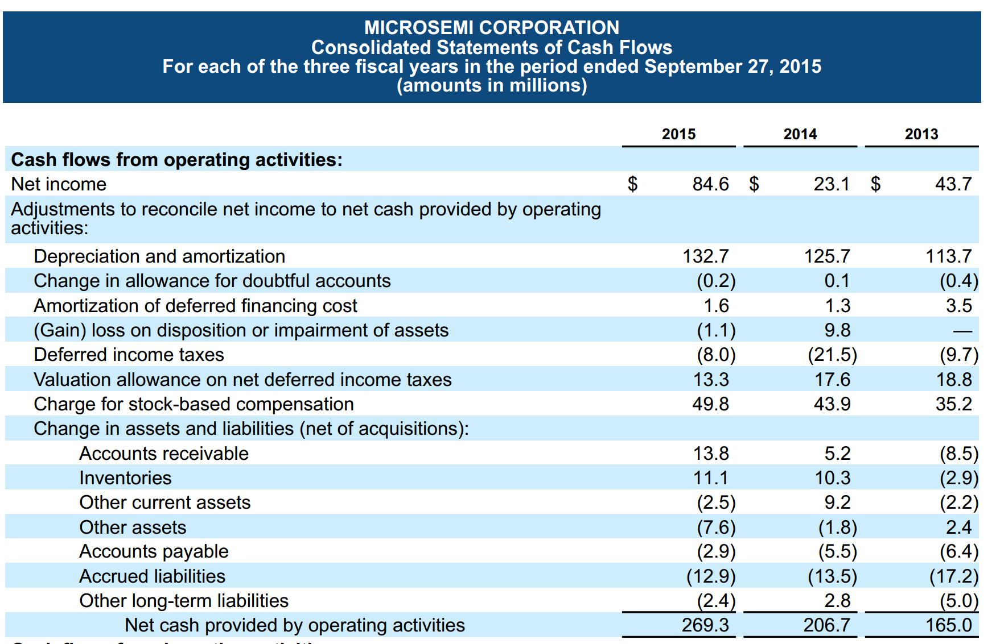 MICROSEMI CORPORATION
Consolidated Statements of Cash Flows
For each of the three fiscal years in the period ended September 27, 2015
(amounts in millions)
2015 2014 2013
Cash flows from operating activities:
Net income $ 84.6 $ 23.1 $ 43.7
Adjustments to reconcile net income to net cash provided by operating
activities:
Depreciation and amortization 132.7 125.7 113.7
Change in allowance for doubtful accounts (0.2) 0.1 (0.4)
Amortization of deferred financing cost 1.6 1.3 3.5
(Gain) loss on disposition or impairment of assets (1.1) 9.8 —
Deferred income taxes (8.0) (21.5) (9.7)
Valuation allowance on net deferred income taxes 13.3 17.6 18.8
Charge for stock-based compensation 49.8 43.9 35.2
Change in assets and liabilities (net of acquisitions):
Accounts receivable 13.8 5.2 (8.5)
Inventories 11.1 10.3 (2.9)
Other current assets (2.5) 9.2 (2.2)
Other assets (7.6) (1.8) 2.4
Accounts payable (2.9) (5.5) (6.4)
Accrued liabilities (12.9) (13.5) (17.2)
Other long-term liabilities (2.4) 2.8 (5.0)
Net cash provided by operating activities 269.3 206.7 165.0